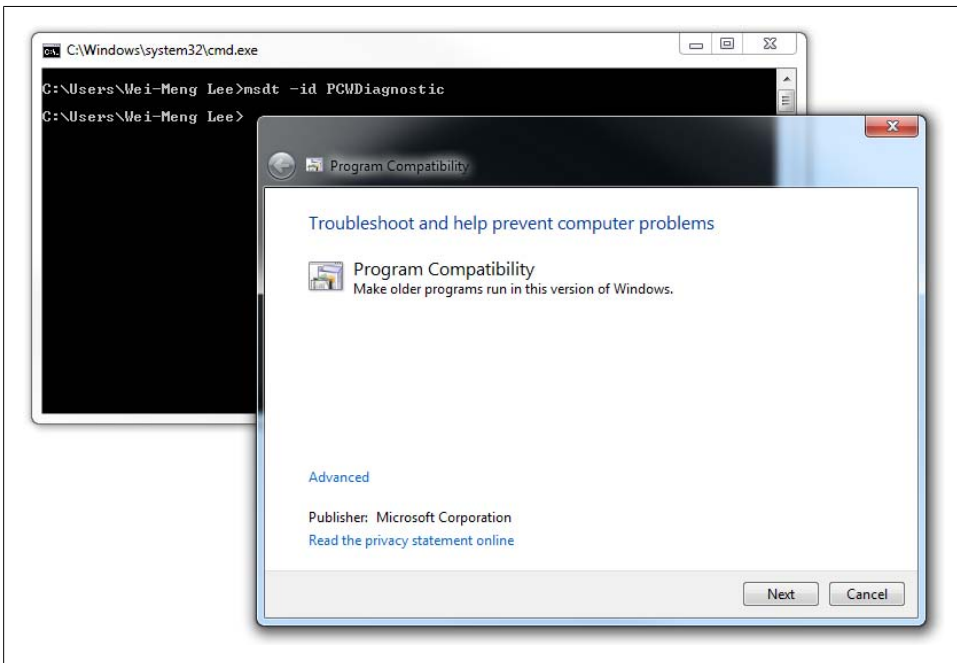 C:\Windows\system32\cmd.exe
C:\Users\Wei-Meng Lee>msdt -id PCWDiagnostic
C:\Users\Wei-Meng Lee>
Program Compatibility
Troubleshoot and help prevent computer problems
Program Compatibility
Make older programs run in this version of Windows.
Advanced
Publisher: Microsoft Corporation
Read the privacy statement online
Next Cancel